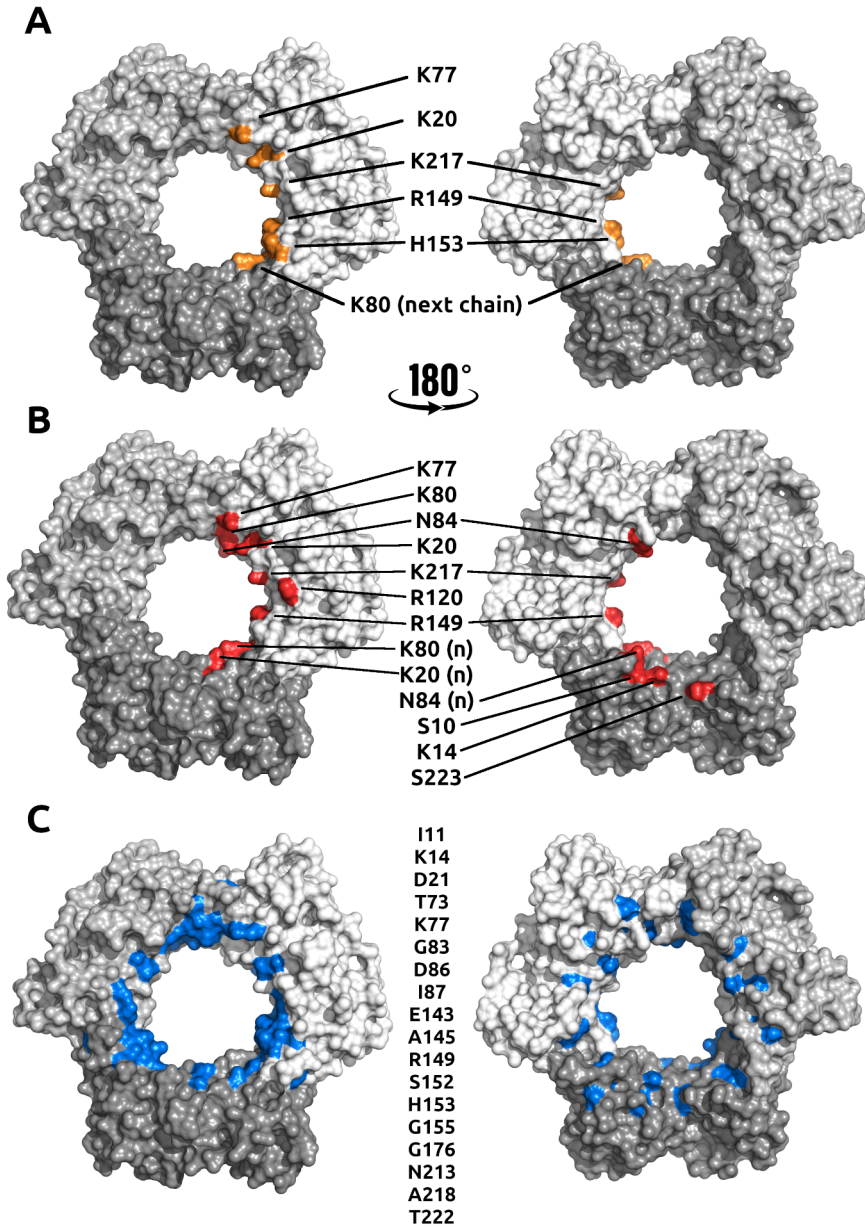 A
K77
K20
K217
R149
H153
K80 (next chain)
180°
B
K77
K80
N84
K20
K217
R120
R149
K80 (n)
K20 (n)
N84 (n)
S10
K14
S223
C
I11
K14
D21
T73
K77
G83
D86
I87
E143
A145
R149
S152
H153
G155
G176
N213
A218
T222